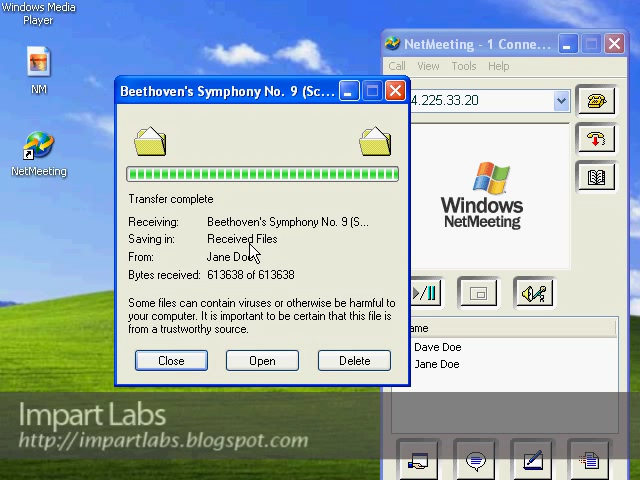 Windows Media
Player
NM
NetMeeting
NetMeeting - 1 Conne...
Call View Tools Help
4.225.33.20
Windows
NetMeeting
ame
Dave Doe
Jane Doe
Beethoven's Symphony No. 9 (Sc...
Transfer complete
Receiving: Beethoven's Symphony No. 9 (S...
Saving in: Received Files
From: Jane Doe
Bytes received: 613638 of 613638
Some files can contain viruses or otherwise be harmful to
your computer. It is important to be certain that this file is
from a trustworthy source.
Close Open Delete
Impart Labs
http://impartlabs.blogspot.com